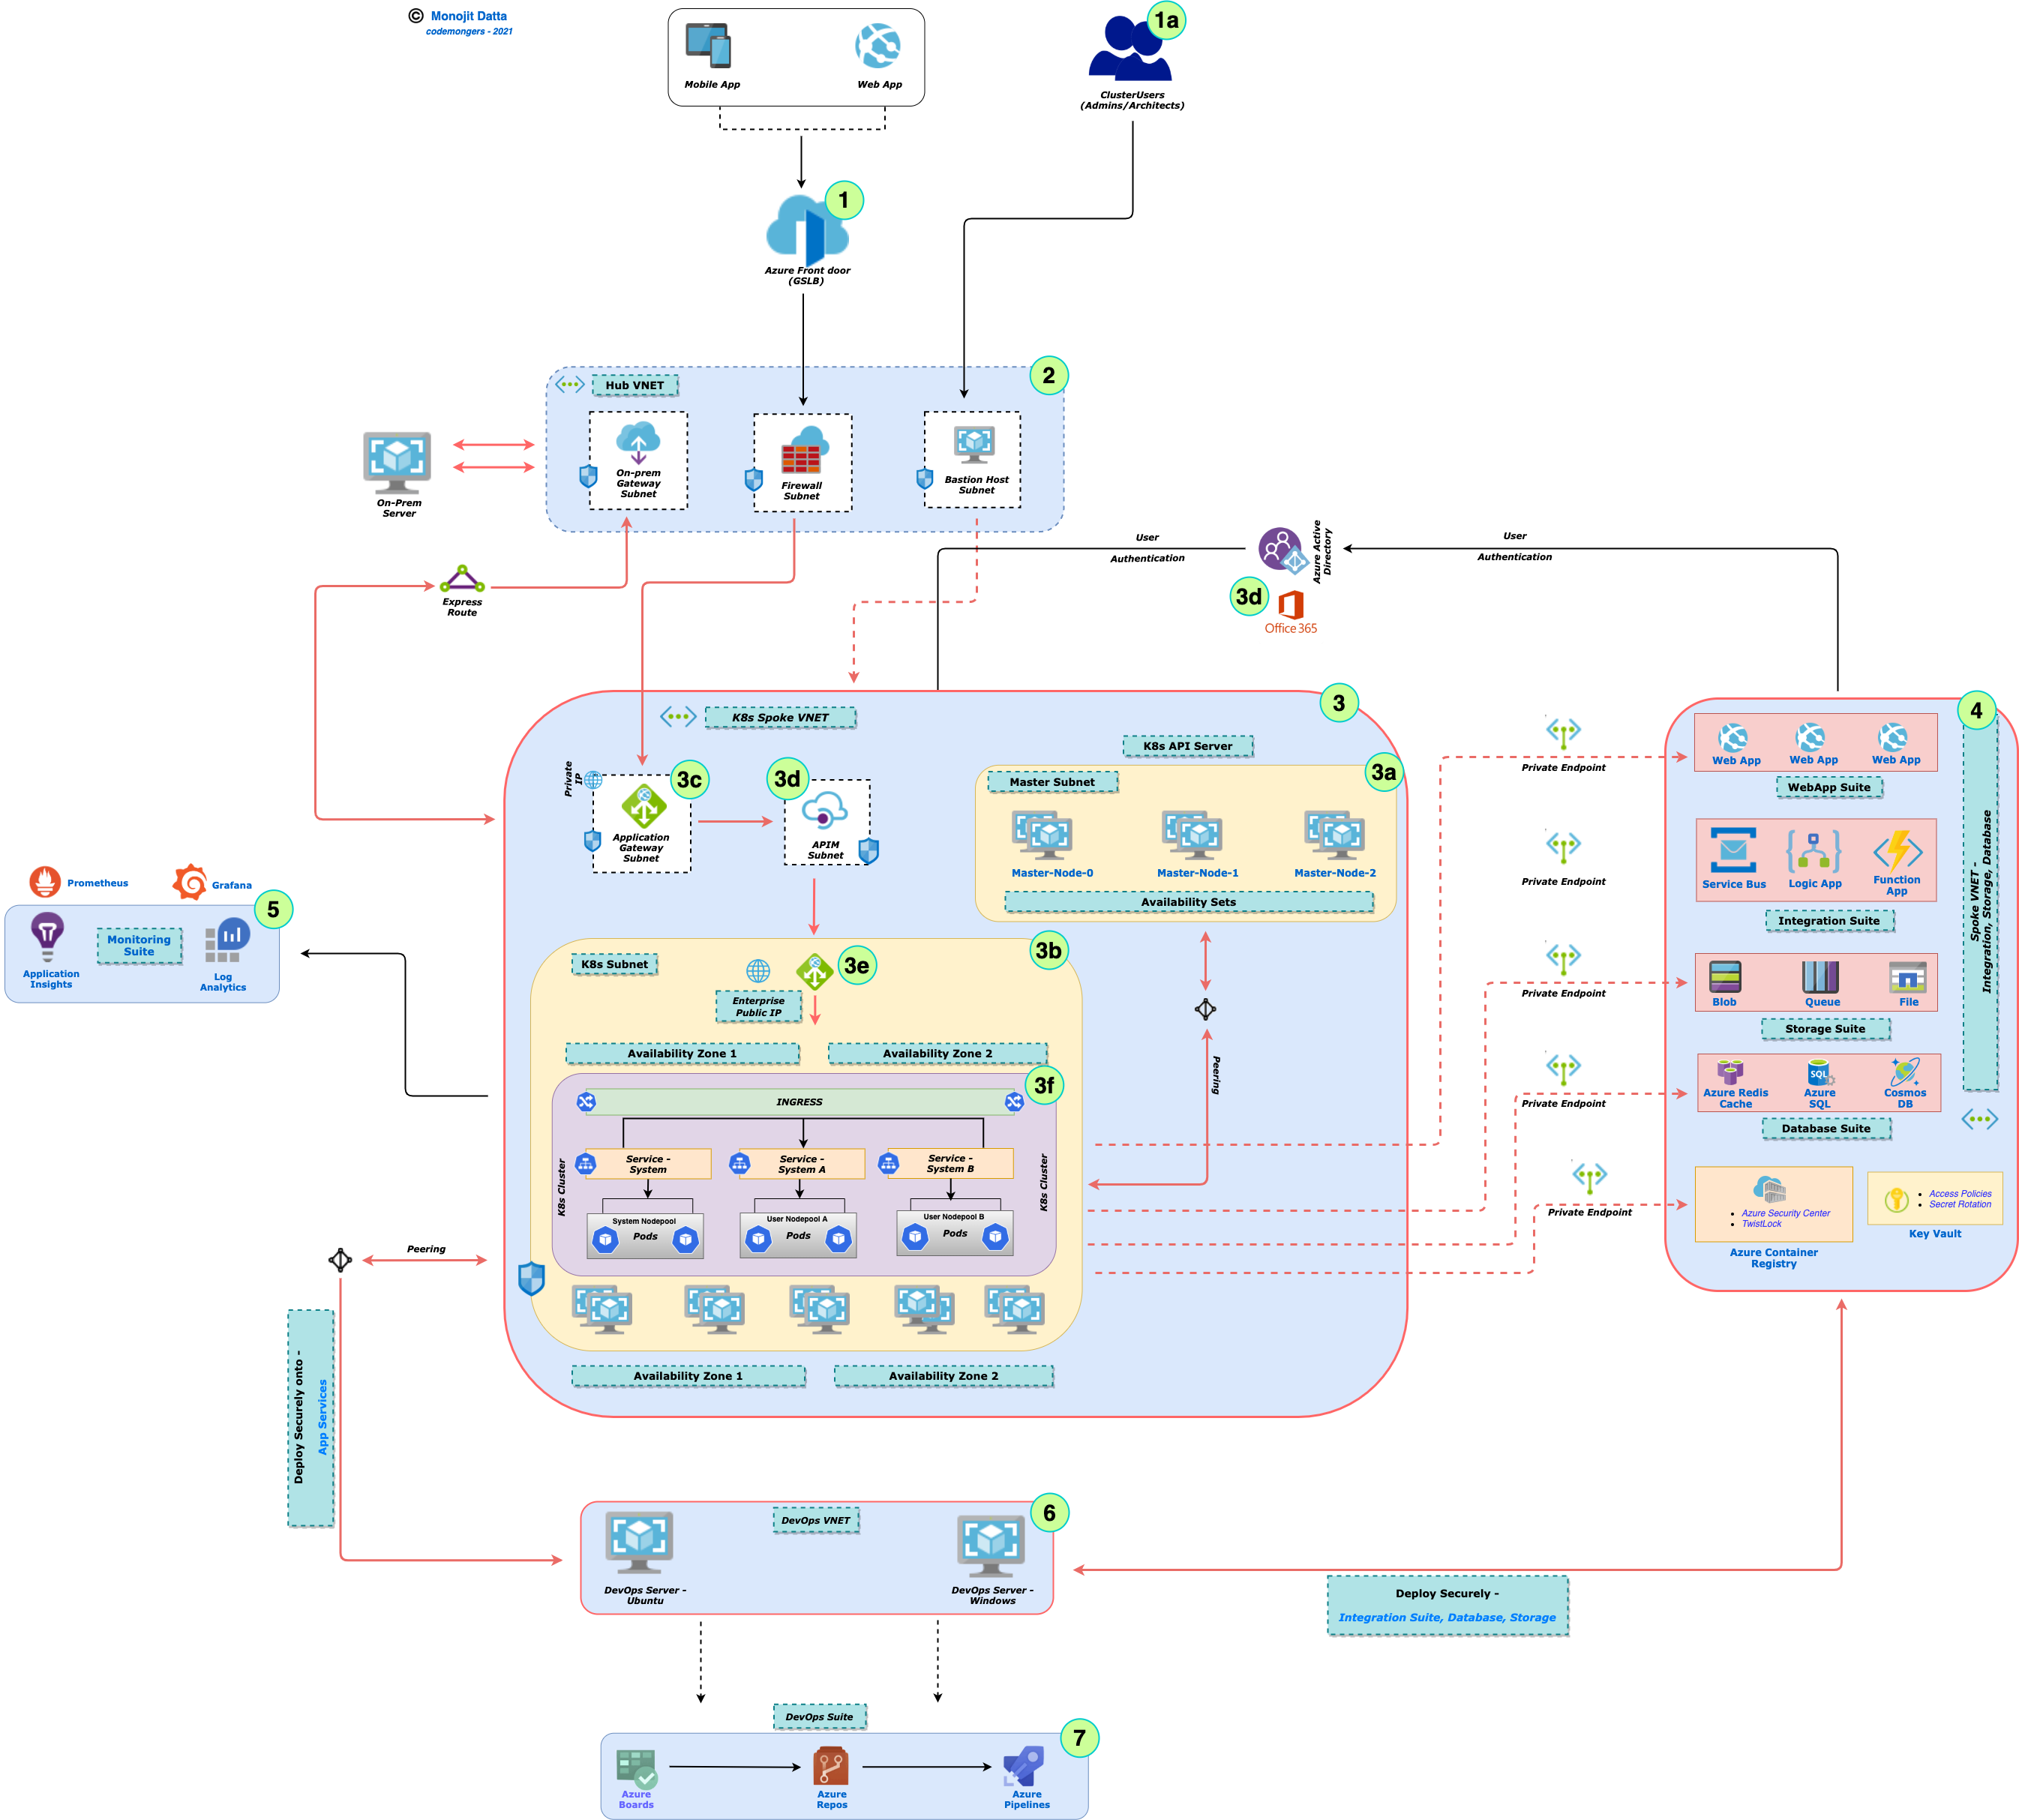 © Monojit Datta
codemongers - 2021
Mobile App
Web App
1a
ClusterUsers
(Admins/Architects)
1
Azure Front door
(GSLB)
2
Hub VNET
On-prem
Gateway
Subnet
Firewall
Subnet
Bastion Host
Subnet
On-Prem
Server
Express
Route
User
Authentication
Azure Active
Directory
3d
Office 365
User
Authentication
3
K8s Spoke VNET
K8s API Server
Private
IP
3c
Application
Gateway
Subnet
3d
APIM
Subnet
3a
Master Subnet
Master-Node-0
Master-Node-1
Master-Node-2
Availability Sets
3b
K8s Subnet
3e
Enterprise
Public IP
Availability Zone 1
Availability Zone 2
3f
INGRESS
K8s Cluster
K8s Cluster
Service -
System
Service -
System A
Service -
System B
System Nodepool
Pods
User Nodepool A
Pods
User Nodepool B
Pods
Availability Zone 1
Availability Zone 2
Peering
Private Endpoint
Private Endpoint
Private Endpoint
Private Endpoint
Private Endpoint
4
Spoke VNET -
Integration, Storage, Database
Web App
Web App
Web App
WebApp Suite
Service Bus
Logic App
Function
App
Integration Suite
Blob
Queue
File
Storage Suite
Azure Redis
Cache
SQL
Azure
SQL
Cosmos
DB
Database Suite
• Azure Security Center
• TwistLock
Azure Container
Registry
• Access Policies
• Secret Rotation
Key Vault
Prometheus
Grafana
5
Application
Insights
Monitoring
Suite
Log
Analytics
Peering
Deploy Securely onto -
App Services
6
DevOps VNET
DevOps Server -
Ubuntu
DevOps Server -
Windows
Deploy Securely -
Integration Suite, Database, Storage
DevOps Suite
7
Azure
Boards
Azure
Repos
Azure
Pipelines